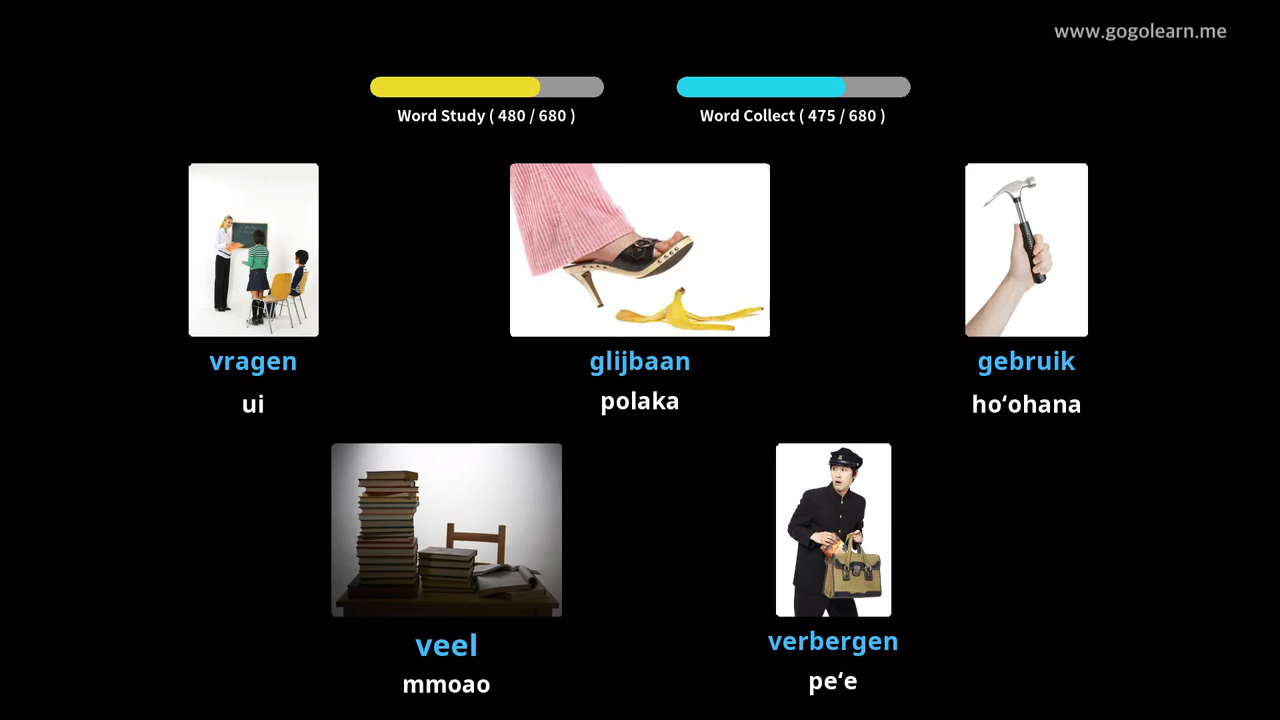 www.gogolearn.me
Word Study ( 480 / 680 )
Word Collect ( 475 / 680 )
vragen
ui
glijbaan
polaka
gebruik
hoʻohana
veel
mmoao
verbergen
peʻe